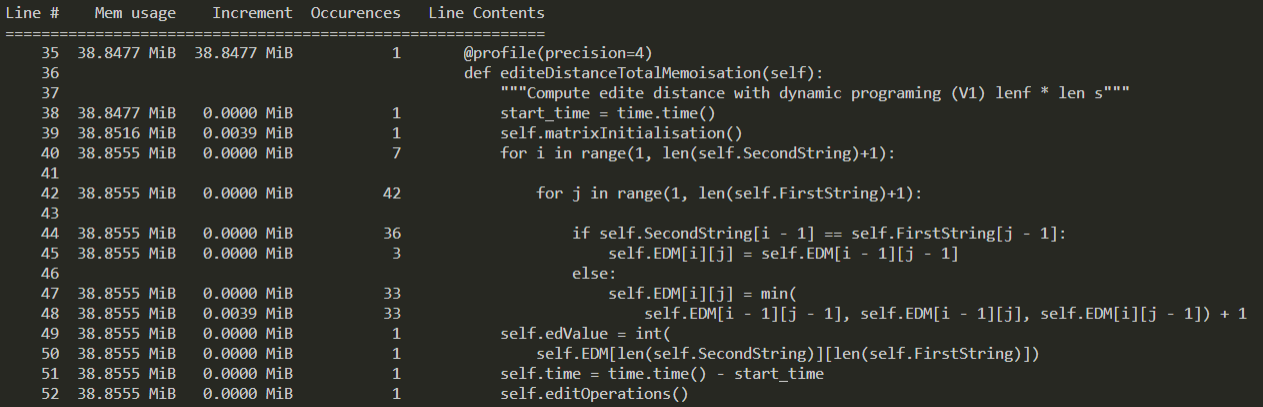 Line #    Mem usage    Increment  Occurences   Line Contents
============================================================
    35  38.8477 MiB  38.8477 MiB           1       @profile(precision=4)
    36                                             def editeDistanceTotalMemoisation(self):
    37                                                 """Compute edite distance with dynamic programing (V1) lenf * len s"""
    38  38.8477 MiB   0.0000 MiB           1           start_time = time.time()
    39  38.8516 MiB   0.0039 MiB           1           self.matrixInitialisation()
    40  38.8555 MiB   0.0000 MiB           7           for i in range(1, len(self.SecondString)+1):
    41
    42  38.8555 MiB   0.0000 MiB          42               for j in range(1, len(self.FirstString)+1):
    43
    44  38.8555 MiB   0.0000 MiB          36                   if self.SecondString[i - 1] == self.FirstString[j - 1]:
    45  38.8555 MiB   0.0000 MiB           3                       self.EDM[i][j] = self.EDM[i - 1][j - 1]
    46                                                         else:
    47  38.8555 MiB   0.0000 MiB          33                       self.EDM[i][j] = min(
    48  38.8555 MiB   0.0039 MiB          33                           self.EDM[i - 1][j - 1], self.EDM[i - 1][j], self.EDM[i][j - 1]) + 1
    49  38.8555 MiB   0.0000 MiB           1           self.edValue = int(
    50  38.8555 MiB   0.0000 MiB           1               self.EDM[len(self.SecondString)][len(self.FirstString)])
    51  38.8555 MiB   0.0000 MiB           1           self.time = time.time() - start_time
    52  38.8555 MiB   0.0000 MiB           1           self.editOperations()